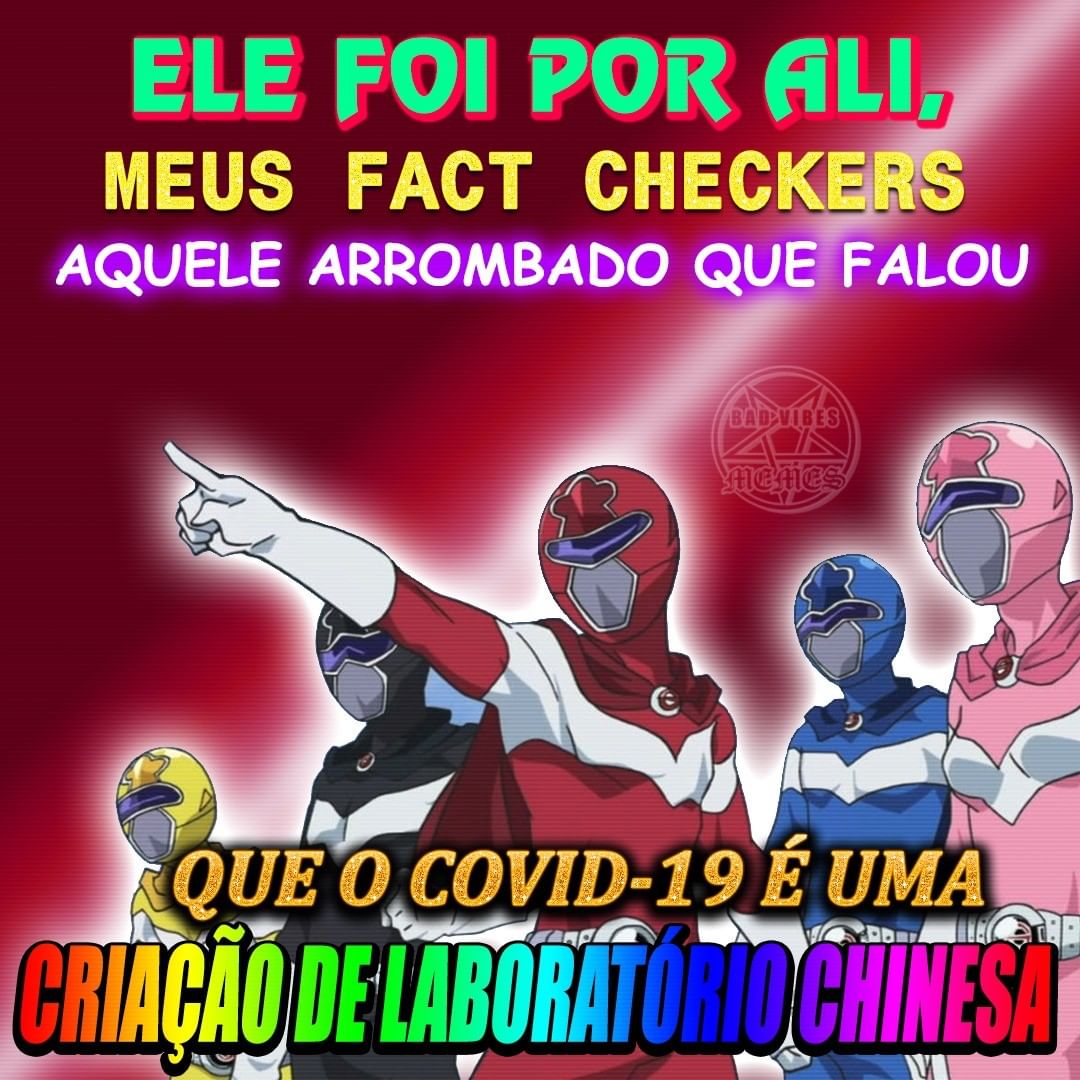 ELE FOI POR ALI,
MEUS FACT CHECKERS
AQUELE ARROMBADO QUE FALOU
BAD VIBES
MEMES
QUE O COVID-19 É UMA
CRIAÇÃO DE LABORATÓRIO CHINESA